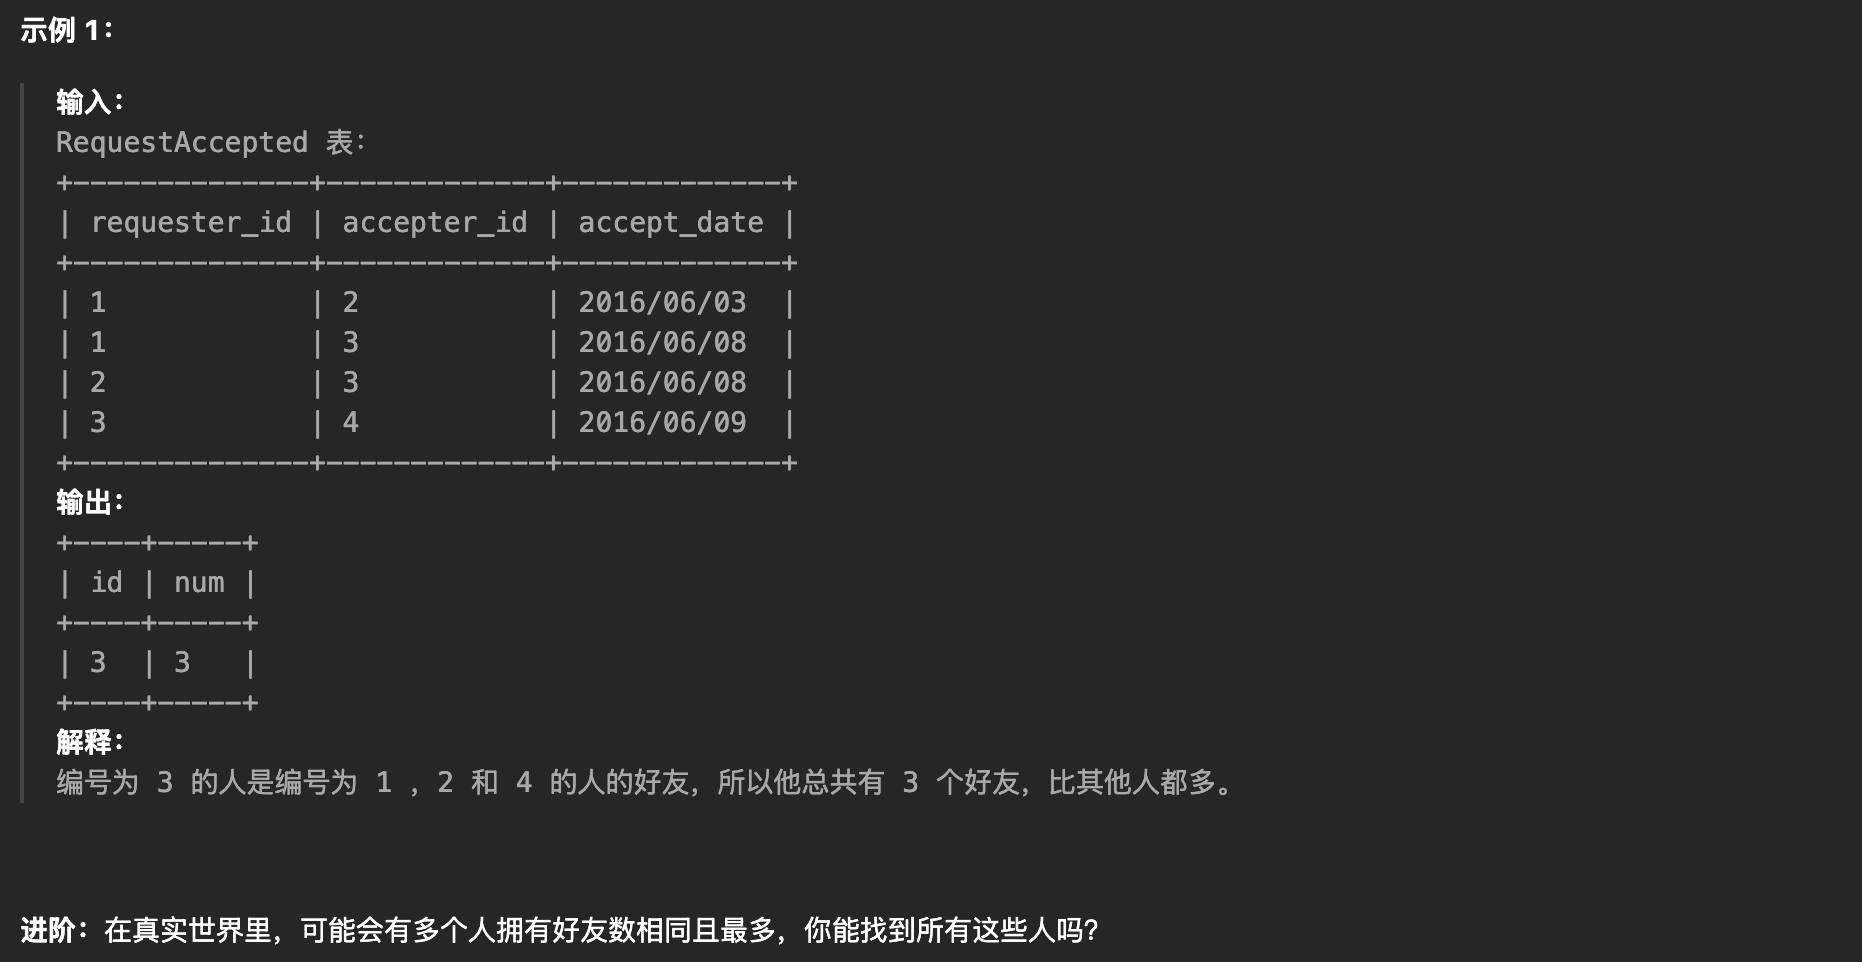 示例 1：
输入：
RequestAccepted 表：
+--------------+-------------+-------------+
| requester_id | accepter_id | accept_date |
+--------------+-------------+-------------+
| 1            | 2           | 2016/06/03  |
| 1            | 3           | 2016/06/08  |
| 2            | 3           | 2016/06/08  |
| 3            | 4           | 2016/06/09  |
+--------------+-------------+-------------+
输出：
+----+-----+
| id | num |
+----+-----+
| 3  | 3   |
+----+-----+
解释：
编号为 3 的人是编号为 1 ，2 和 4 的人的好友，所以他总共有 3 个好友，比其他人都多。
进阶：在真实世界里，可能会有多个人拥有好友数相同且最多，你能找到所有这些人吗？